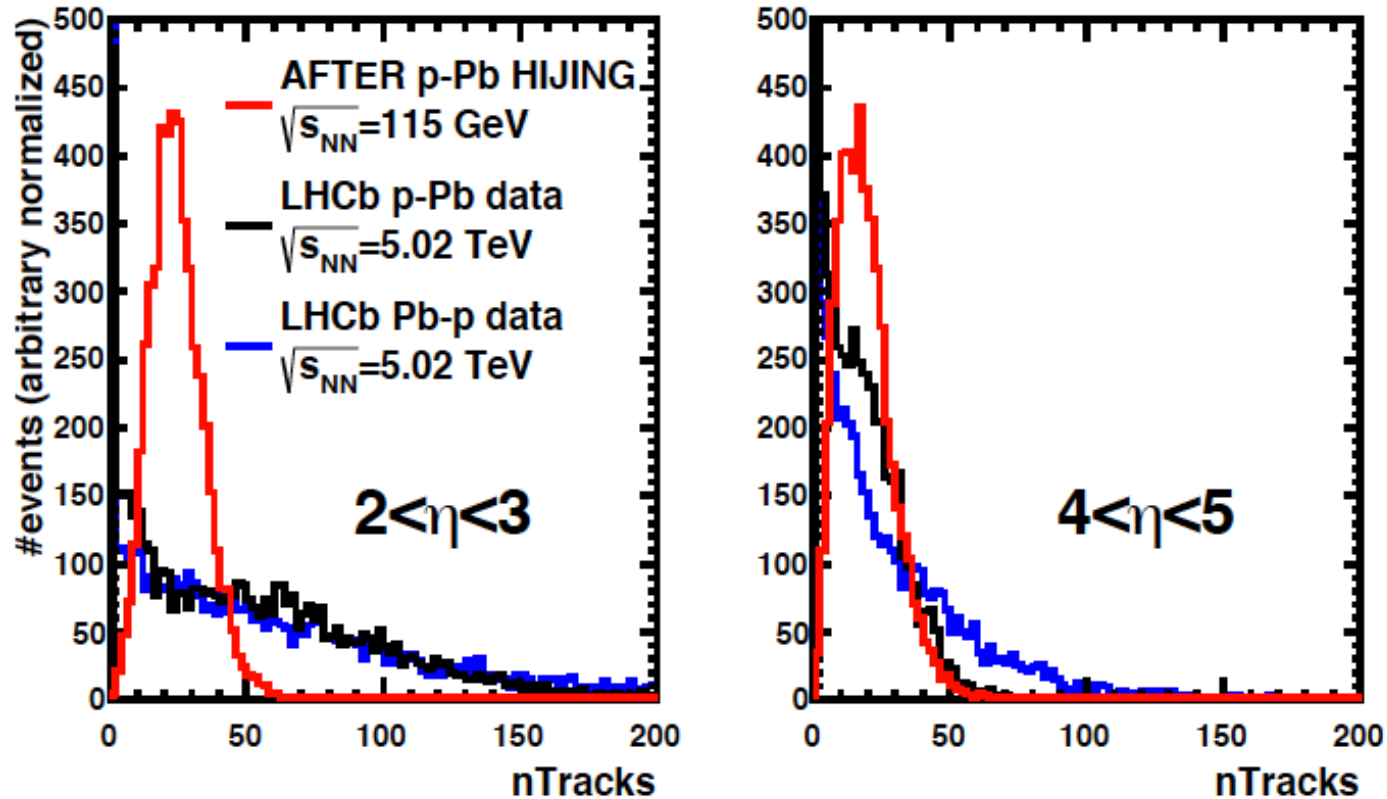 #events (arbitrary normalized)
500
450
400
350
300
250
200
150
100
50
0
AFTER p-Pb HIJING
√sNN=115 GeV
LHCb p-Pb data
√sNN=5.02 TeV
LHCb Pb-p data
√sNN=5.02 TeV
2<η<3
0 50 100 150 200
nTracks
500
450
400
350
300
250
200
150
100
50
0
4<η<5
0 50 100 150 200
nTracks